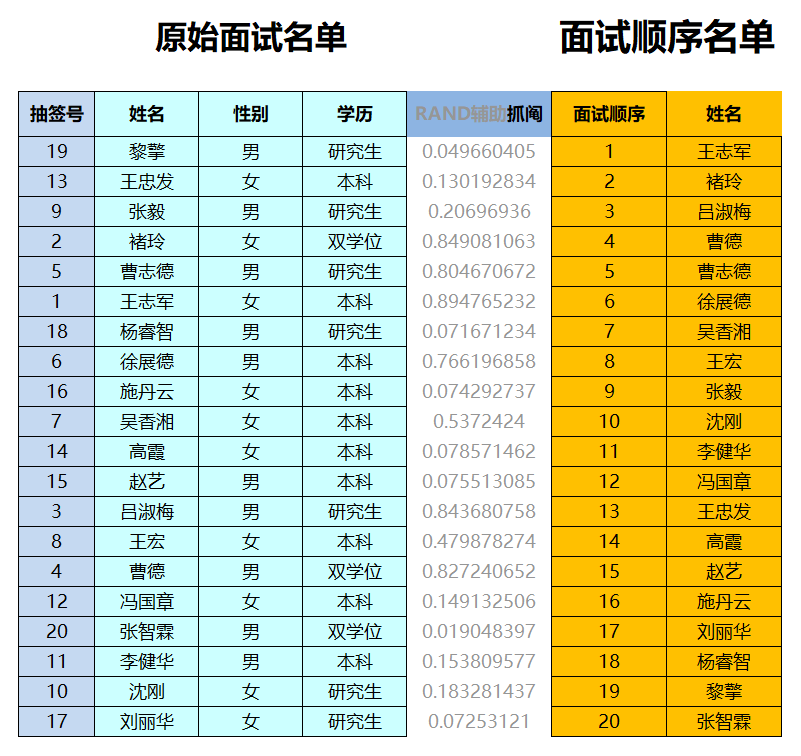 原始面试名单 面试顺序名单
抽签号 姓名 性别 学历 RAND辅助抓阄 面试顺序 姓名
19 黎擎 男 研究生 0.049660405 1 王志军
13 王忠发 女 本科 0.130192834 2 褚玲
9 张毅 男 研究生 0.20696936 3 吕淑梅
2 褚玲 女 双学位 0.849081063 4 曹德
5 曹志德 男 研究生 0.804670672 5 曹志德
1 王志军 女 本科 0.894765232 6 徐展德
18 杨睿智 男 研究生 0.071671234 7 吴香湘
6 徐展德 男 本科 0.766196858 8 王宏
16 施丹云 女 本科 0.074292737 9 张毅
7 吴香湘 女 本科 0.5372424 10 沈刚
14 高霞 女 本科 0.078571462 11 李健华
15 赵艺 男 本科 0.075513085 12 冯国章
3 吕淑梅 男 研究生 0.843680758 13 王忠发
8 王宏 女 本科 0.479878274 14 高霞
4 曹德 男 双学位 0.827240652 15 赵艺
12 冯国章 女 本科 0.149132506 16 施丹云
20 张智霖 男 双学位 0.019048397 17 刘丽华
11 李健华 男 本科 0.153809577 18 杨睿智
10 沈刚 女 研究生 0.183281437 19 黎擎
17 刘丽华 女 研究生 0.07253121 20 张智霖